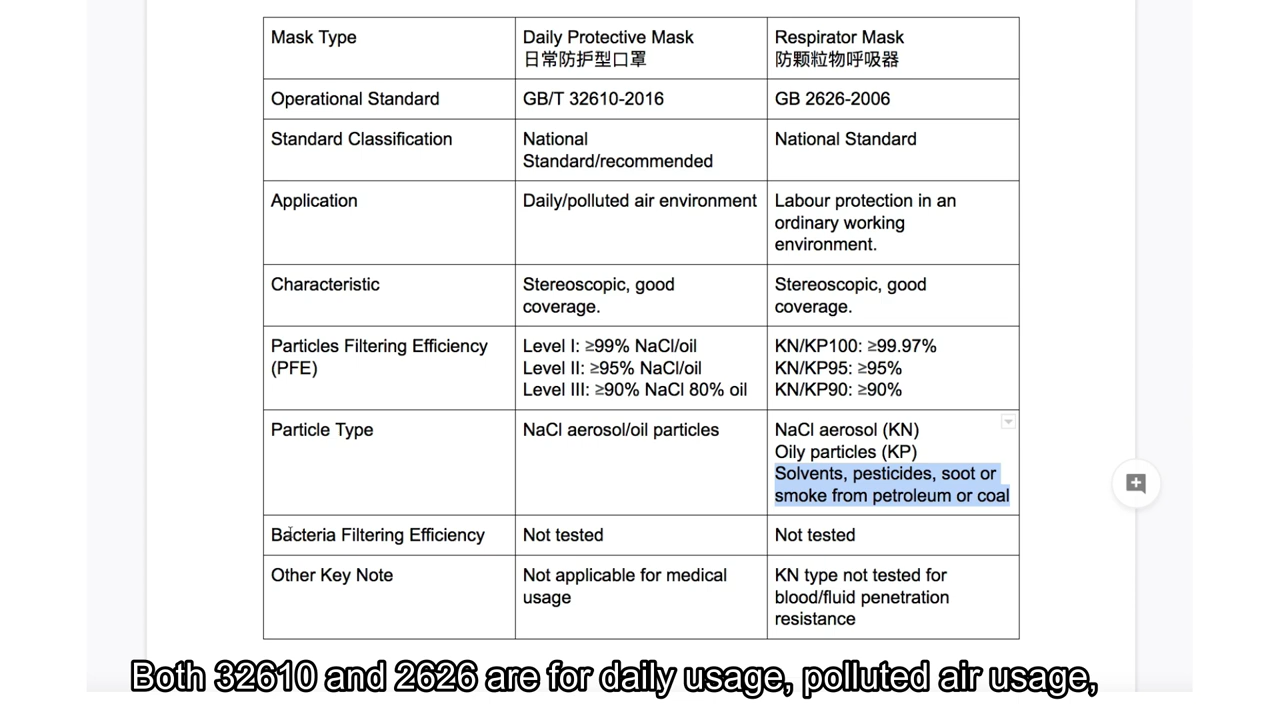 Mask Type
Daily Protective Mask
日常防护型口罩
Respirator Mask
防颗粒物呼吸器
Operational Standard
GB/T 32610-2016
GB 2626-2006
Standard Classification
National
Standard/recommended
National Standard
Application
Daily/polluted air environment
Labour protection in an
ordinary working
environment.
Characteristic
Stereoscopic, good
coverage.
Stereoscopic, good
coverage.
Particles Filtering Efficiency
(PFE)
Level I: ≥99% NaCl/oil
Level II: ≥95% NaCl/oil
Level III: ≥90% NaCl 80% oil
KN/KP100: ≥99.97%
KN/KP95: ≥95%
KN/KP90: ≥90%
Particle Type
NaCl aerosol/oil particles
NaCl aerosol (KN)
Oily particles (KP)
Solvents, pesticides, soot or
smoke from petroleum or coal
Bacteria Filtering Efficiency
Not tested
Not tested
Other Key Note
Not applicable for medical
usage
KN type not tested for
blood/fluid penetration
resistance
Both 32610 and 2626 are for daily usage, polluted air usage,